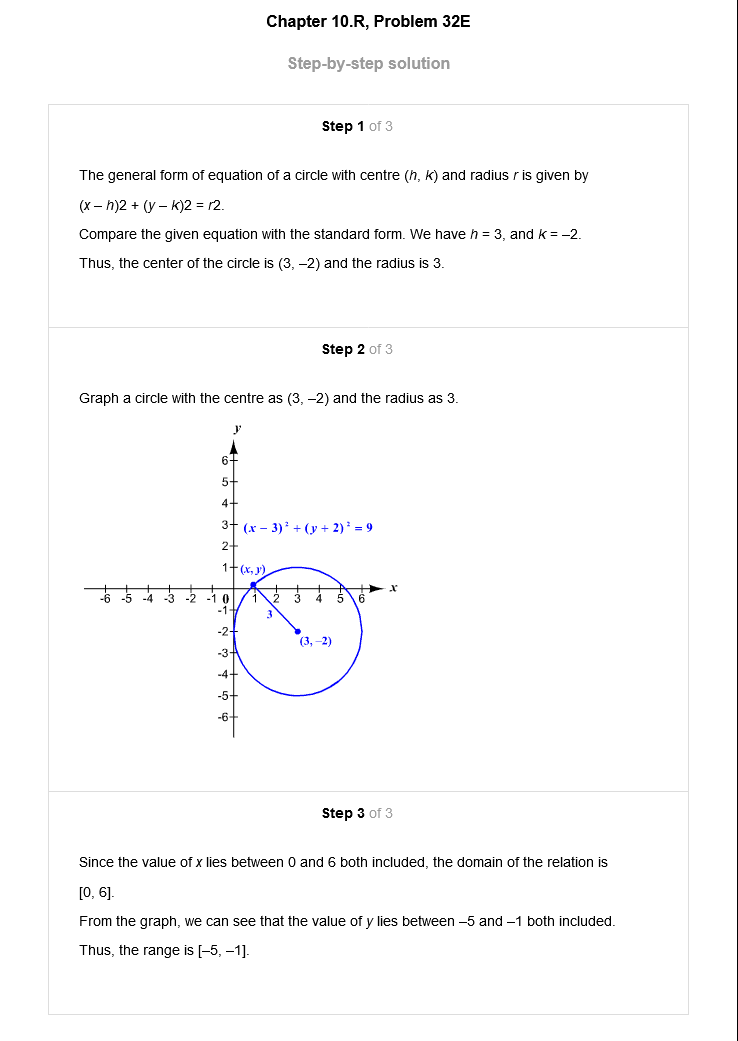 Chapter 10.R, Problem 32E
Step-by-step solution
Step 1 of 3
The general form of equation of a circle with centre (h, k) and radius r is given by
(x – h)2 + (y – k)2 = r2.
Compare the given equation with the standard form. We have h = 3, and k = –2.
Thus, the center of the circle is (3, –2) and the radius is 3.
Step 2 of 3
Graph a circle with the centre as (3, –2) and the radius as 3.
y
6
5
4
3
(x – 3)² + (y + 2)² = 9
2
1
(x, y)
x
-6 -5 -4 -3 -2 -1 0 1 2 3 4 5 6
-1
3
-2
(3, –2)
-3
-4
-5
-6
Step 3 of 3
Since the value of x lies between 0 and 6 both included, the domain of the relation is
[0, 6].
From the graph, we can see that the value of y lies between –5 and –1 both included.
Thus, the range is [–5, –1].